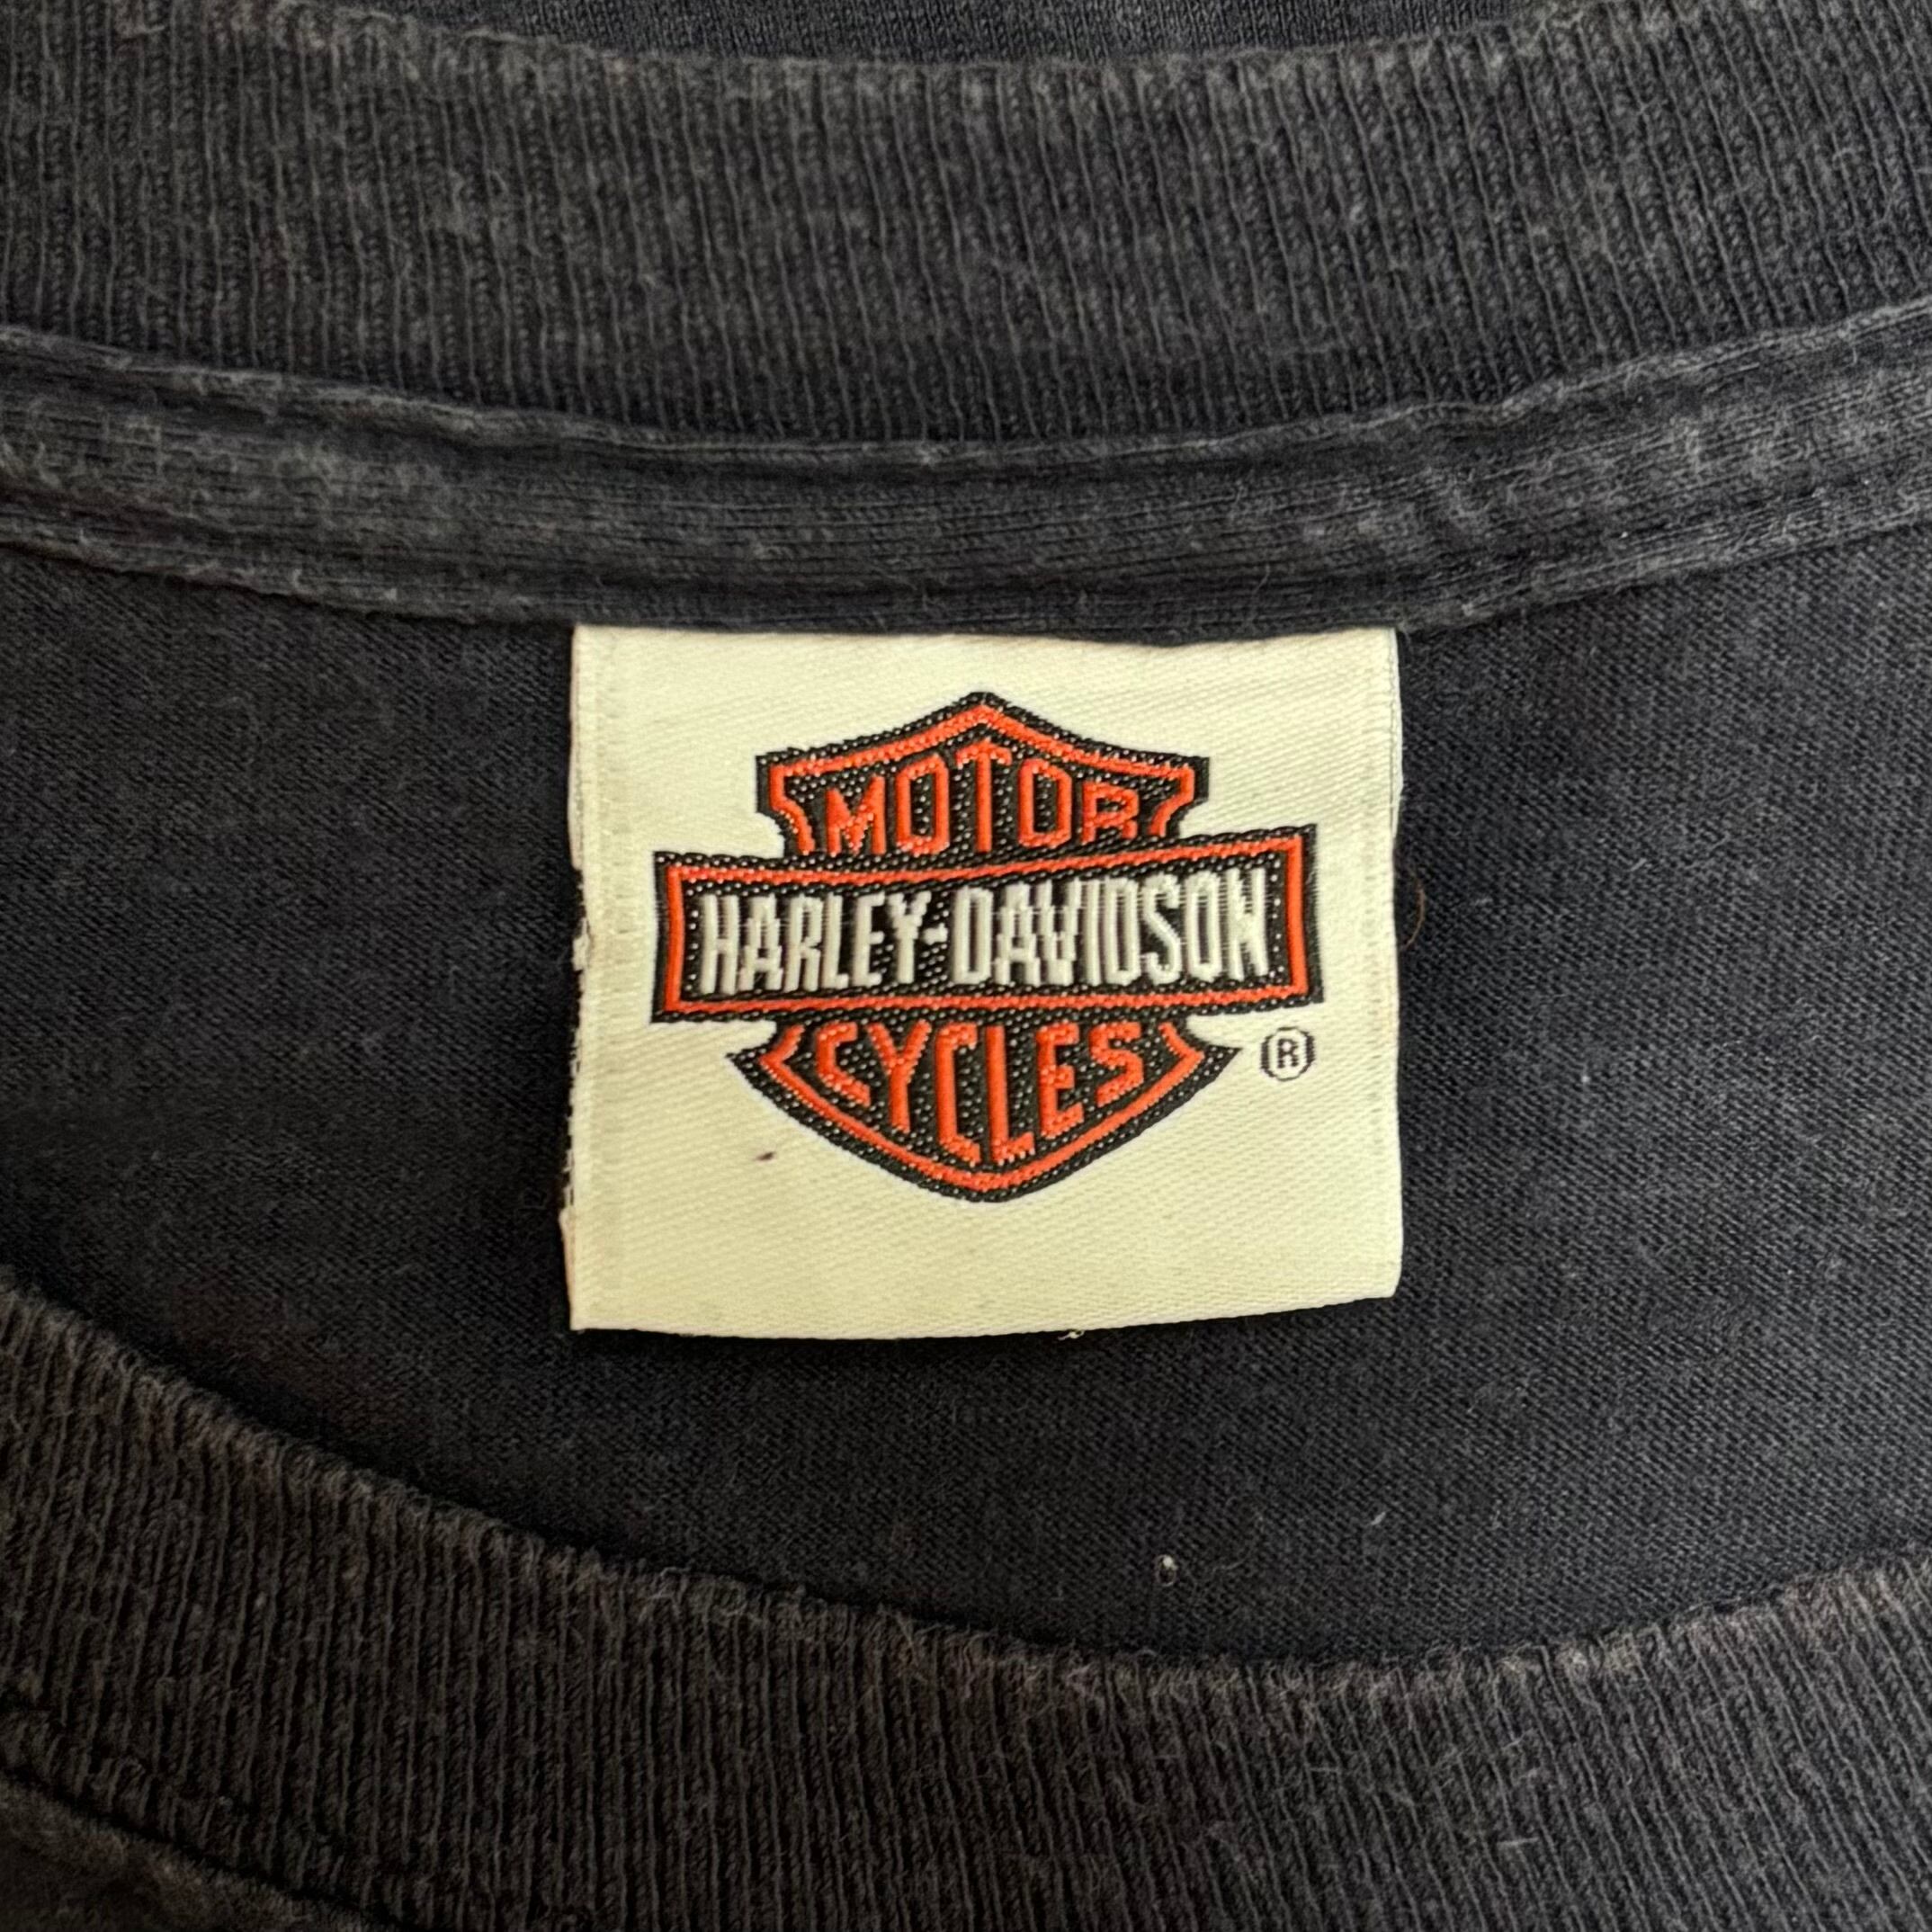 MOTOR
HARLEY-DAVIDSON
CYCLES
®